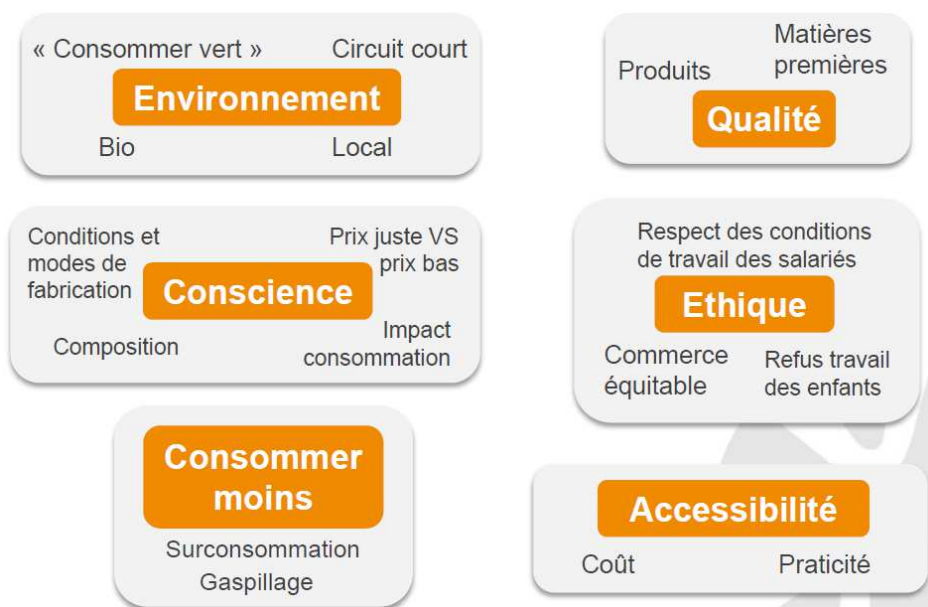 « Consommer vert » Circuit court
Environnement
Bio Local
Matières
premières
Produits
Qualité
Conditions et
modes de
fabrication
Prix juste VS
prix bas
Conscience
Composition
Impact
consommation
Respect des conditions
de travail des salariés
Ethique
Commerce
équitable
Refus travail
des enfants
Consommer
moins
Surconsommation
Gaspillage
Accessibilité
Coût Praticité